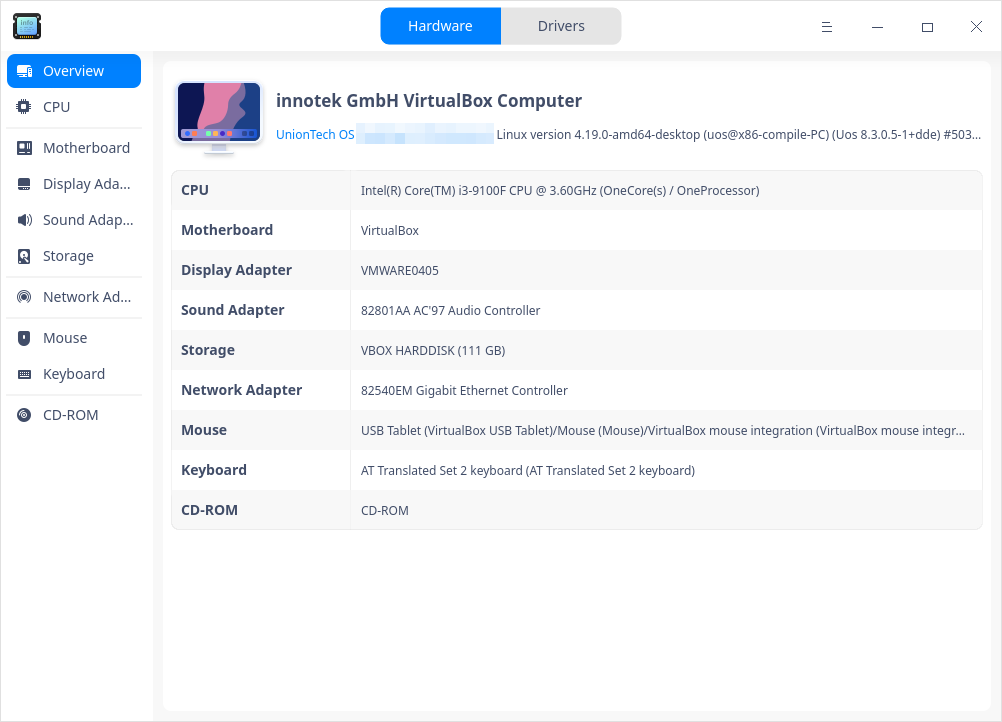 info
Hardware
Drivers
Overview
CPU
Motherboard
Display Ada...
Sound Adap...
Storage
Network Ad...
Mouse
Keyboard
CD-ROM
innotek GmbH VirtualBox Computer
UnionTech OS Linux version 4.19.0-amd64-desktop (uos@x86-compile-PC) (Uos 8.3.0.5-1+dde) #503...
CPU Intel(R) Core(TM) i3-9100F CPU @ 3.60GHz (OneCore(s) / OneProcessor)
Motherboard VirtualBox
Display Adapter VMWARE0405
Sound Adapter 82801AA AC'97 Audio Controller
Storage VBOX HARDDISK (111 GB)
Network Adapter 82540EM Gigabit Ethernet Controller
Mouse USB Tablet (VirtualBox USB Tablet)/Mouse (Mouse)/VirtualBox mouse integration (VirtualBox mouse integr...
Keyboard AT Translated Set 2 keyboard (AT Translated Set 2 keyboard)
CD-ROM CD-ROM